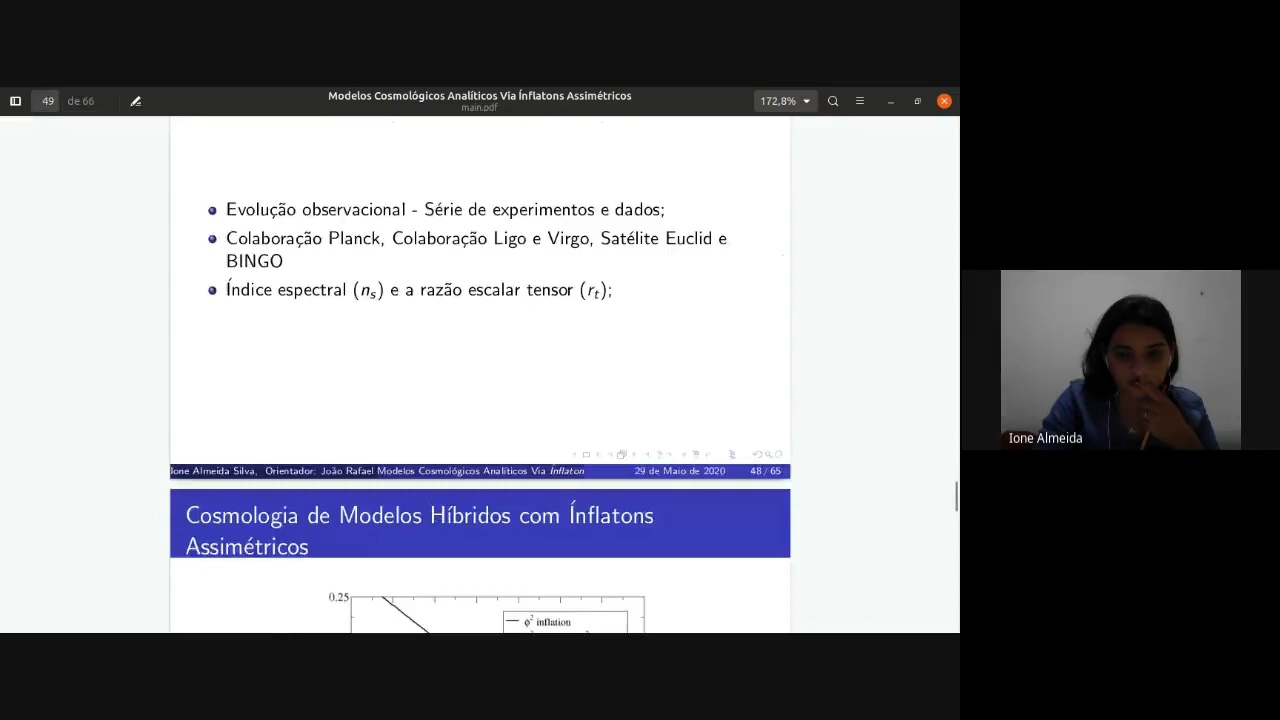 49 de 66
Modelos Cosmológicos Analíticos Via Ínflatons Assimétricos
main.pdf
172,8%
Evolução observacional - Série de experimentos e dados;
Colaboração Planck, Colaboração Ligo e Virgo, Satélite Euclid e
BINGO
Índice espectral (n_s) e a razão escalar tensor (r_t);
Ione Almeida Silva, Orientador: João Rafael Modelos Cosmológicos Analíticos Via Ínflaton
29 de Maio de 2020
48 / 65
Cosmologia de Modelos Híbridos com Ínflatons
Assimétricos
0.25
ϕ² inflation
Ione Almeida